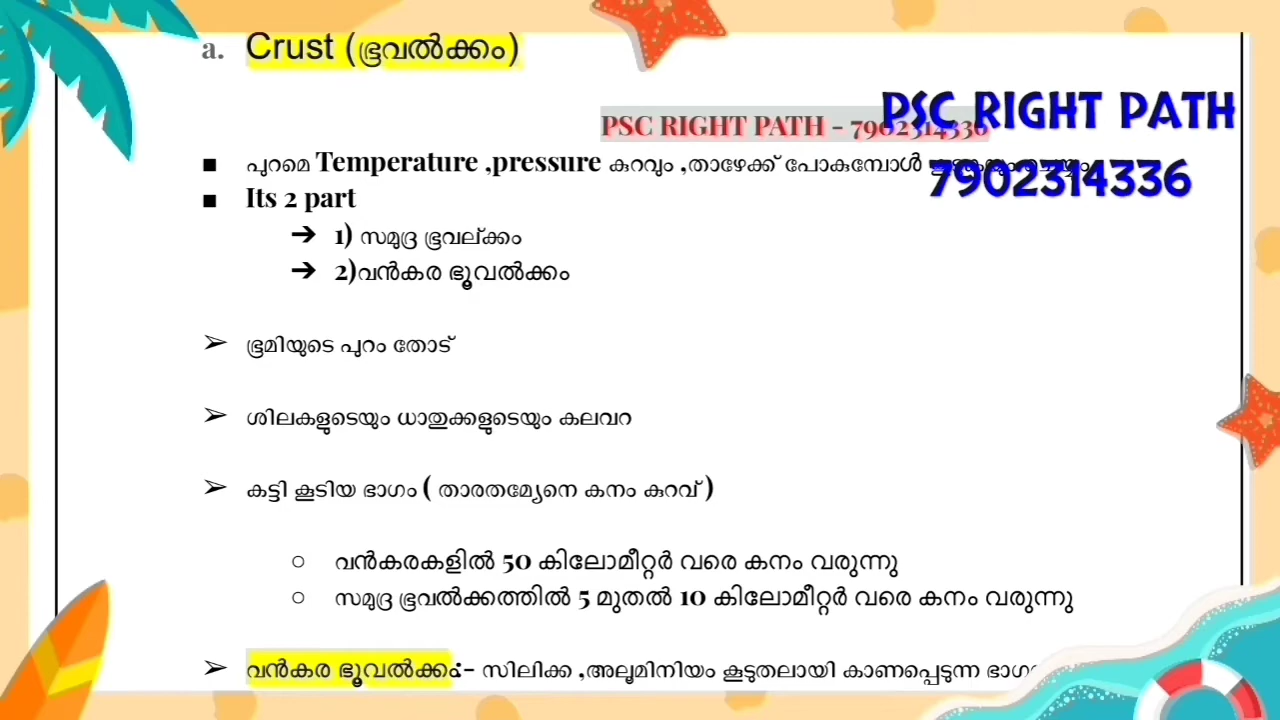 a. Crust (ഭൂവൽക്കം)
PSC RIGHT PATH
PSC RIGHT PATH - 7902314336
പുറമെ Temperature ,pressure കുറവും ,താഴേക്ക് പോകുമ്പോൾ
7902314336
Its 2 part
➔ 1) സമുദ്ര ഭൂവല്ക്കം
➔ 2)വൻകര ഭൂവൽക്കം
➢ ഭൂമിയുടെ പുറം തോട്
➢ ശിലകളുടെയും ധാതുക്കളുടെയും കലവറ
➢ കട്ടി കൂടിയ ഭാഗം ( താരതമ്യേനെ കനം കുറവ് )
○ വൻകരകളിൽ 50 കിലോമീറ്റർ വരെ കനം വരുന്നു
○ സമുദ്ര ഭൂവൽക്കത്തിൽ 5 മുതൽ 10 കിലോമീറ്റർ വരെ കനം വരുന്നു
➢ വൻകര ഭൂവൽക്കം:- സിലിക്ക ,അലൂമിനിയം കൂടുതലായി കാണപ്പെടുന്ന